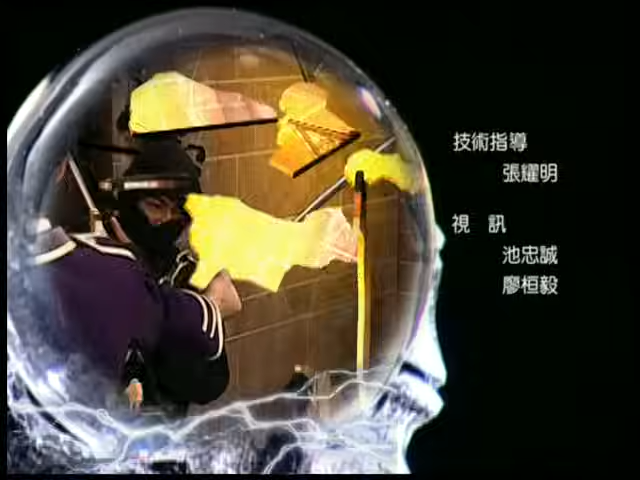 技術指導
張耀明
視 訊
池忠誠
廖桓毅